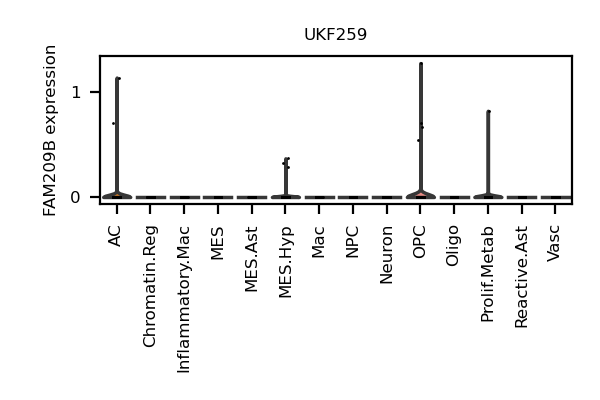 UKF259
FAM209B expression
1
0
AC
Chromatin.Reg
Inflammatory.Mac
MES
MES.Ast
MES.Hyp
Mac
NPC
Neuron
OPC
Oligo
Prolif.Metab
Reactive.Ast
Vasc